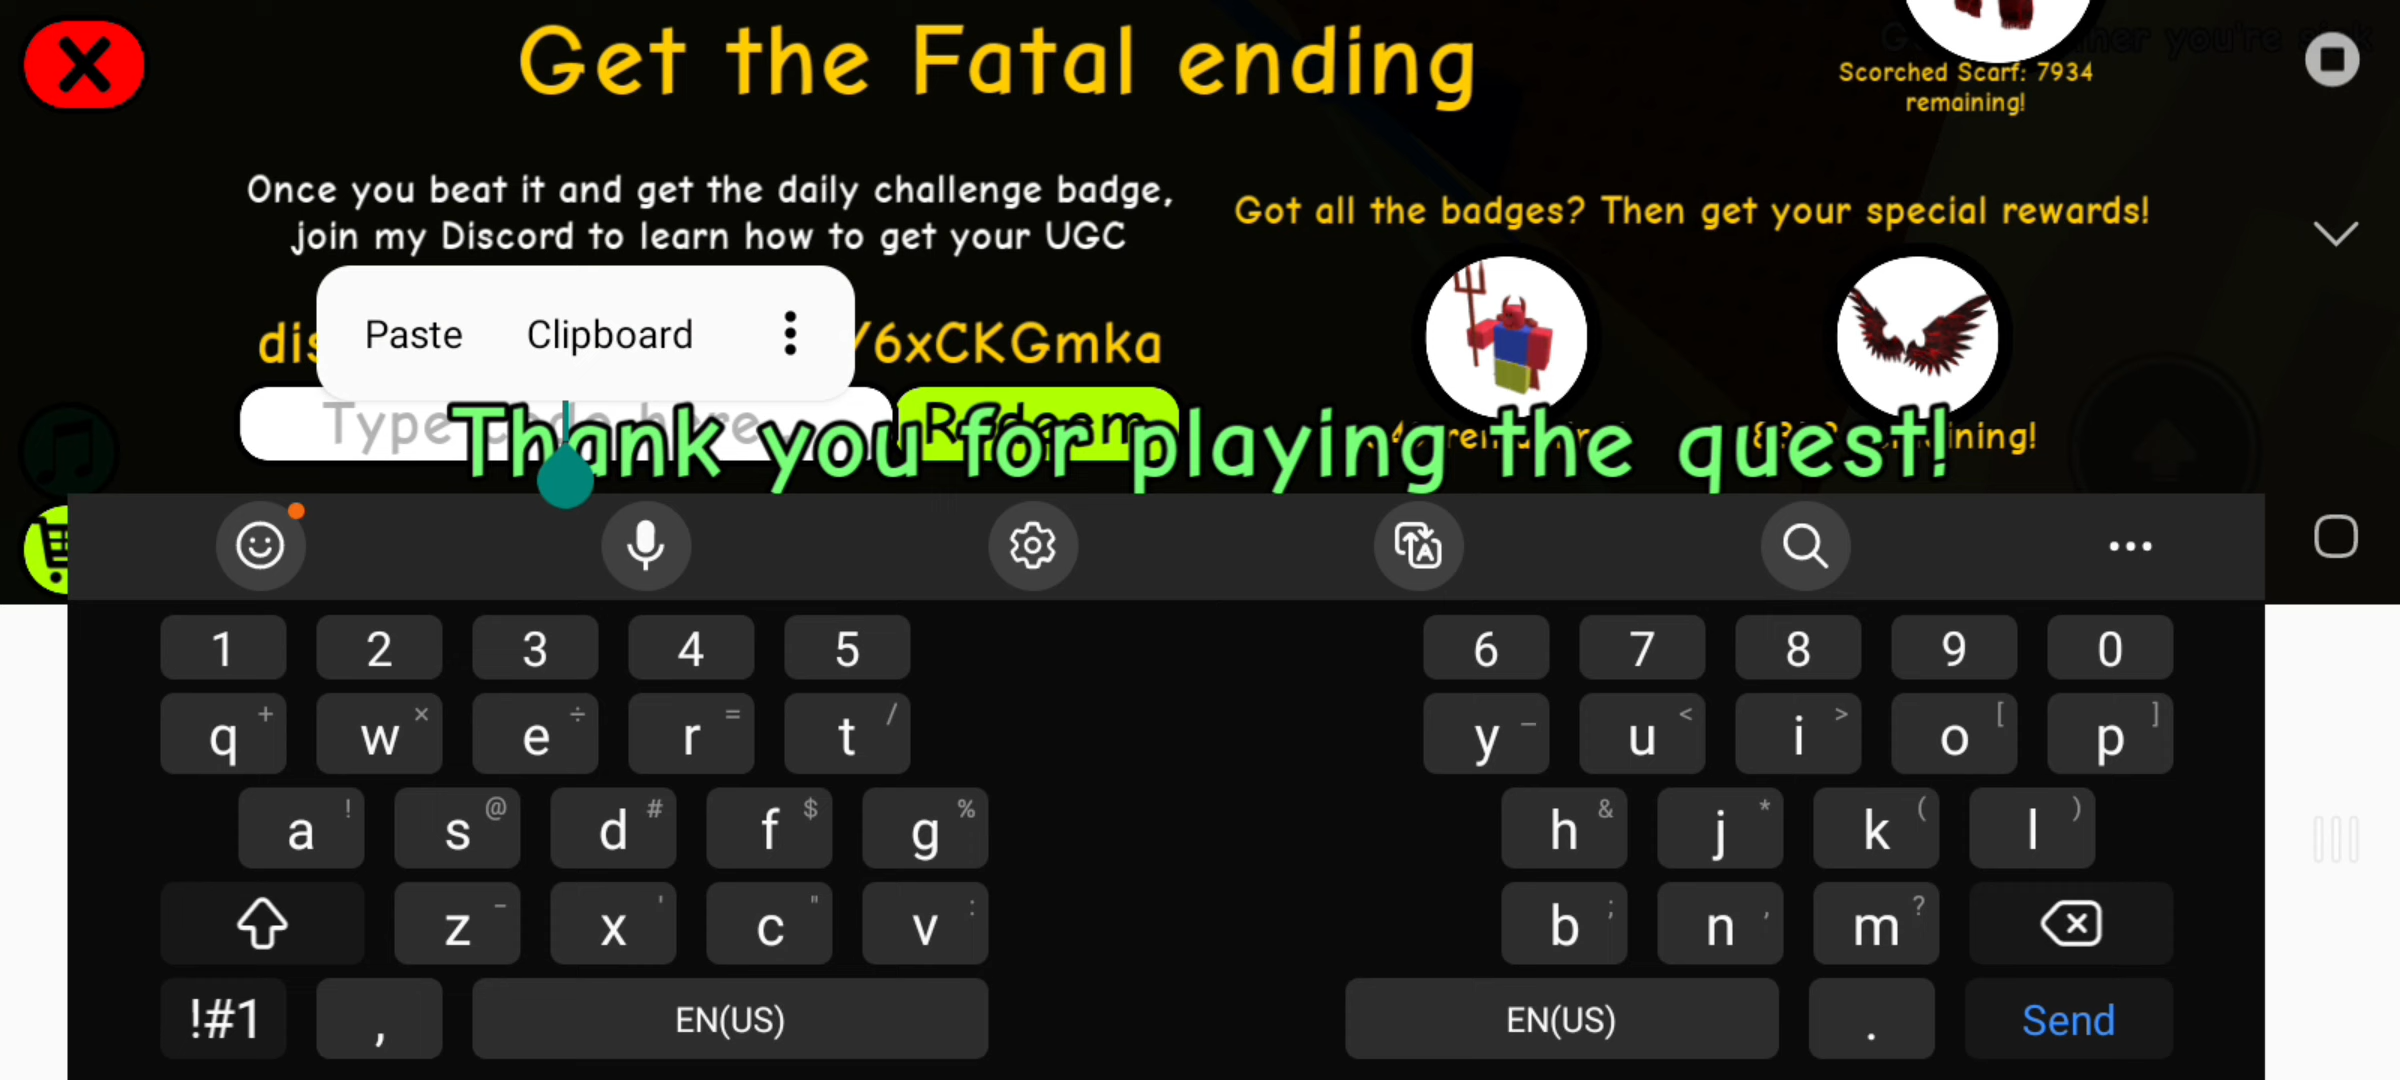 Get the Fatal ending
Scorched Scarf: 7934
remaining!
Once you beat it and get the daily challenge badge,
join my Discord to learn how to get your UGC
Got all the badges? Then get your special rewards!
Paste Clipboard
/6xCKGmka
Type here
Redeem
Thank you for playing the quest!
1 2 3 4 5 6 7 8 9 0
q + w × e ÷ r = t / y _ u < i > o [ p ]
a ! s @ d # f $ g % h & j * k ( l )
z - x ' c " v : b ; n , m ?
!#1 , EN(US) EN(US) . Send